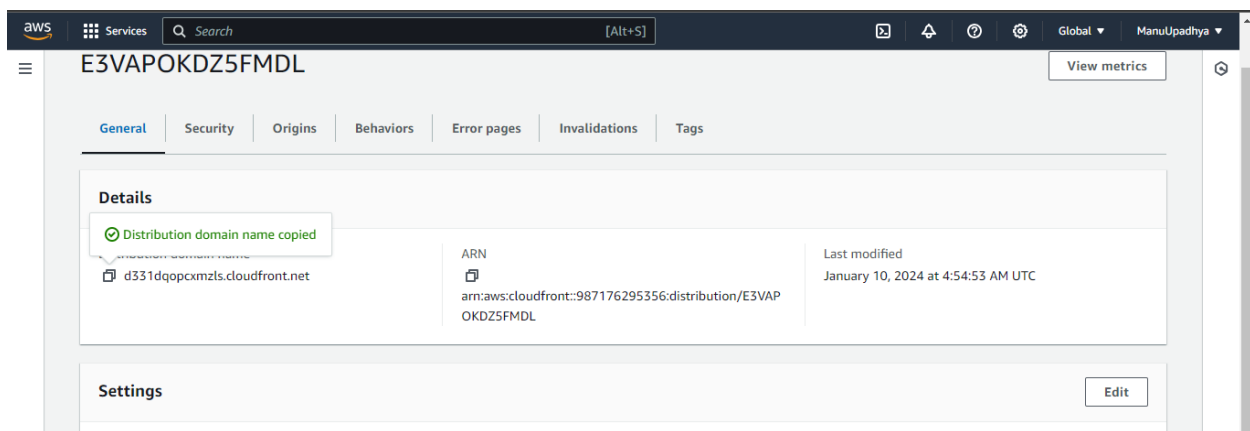 aws
Services
Search
[Alt+S]
Global
ManuUpadhya
E3VAPOKDZ5FMDL
View metrics
General
Security
Origins
Behaviors
Error pages
Invalidations
Tags
Details
Distribution domain name copied
domain name
d331dqopcxmzls.cloudfront.net
ARN
arn:aws:cloudfront::987176295356:distribution/E3VAP
OKDZ5FMDL
Last modified
January 10, 2024 at 4:54:53 AM UTC
Settings
Edit